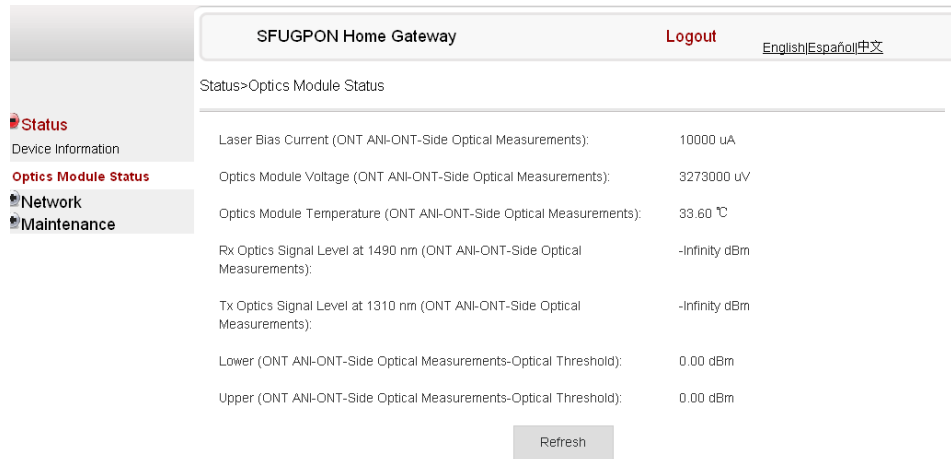 SFUGPON Home Gateway
Logout
English|Español|中文
Status>Optics Module Status
Status
Device Information
Optics Module Status
Network
Maintenance
Laser Bias Current (ONT ANI-ONT-Side Optical Measurements): 10000 uA
Optics Module Voltage (ONT ANI-ONT-Side Optical Measurements): 3273000 uV
Optics Module Temperature (ONT ANI-ONT-Side Optical Measurements): 33.60 ℃
Rx Optics Signal Level at 1490 nm (ONT ANI-ONT-Side Optical -Infinity dBm
Measurements):
Tx Optics Signal Level at 1310 nm (ONT ANI-ONT-Side Optical -Infinity dBm
Measurements):
Lower (ONT ANI-ONT-Side Optical Measurements-Optical Threshold): 0.00 dBm
Upper (ONT ANI-ONT-Side Optical Measurements-Optical Threshold): 0.00 dBm
Refresh